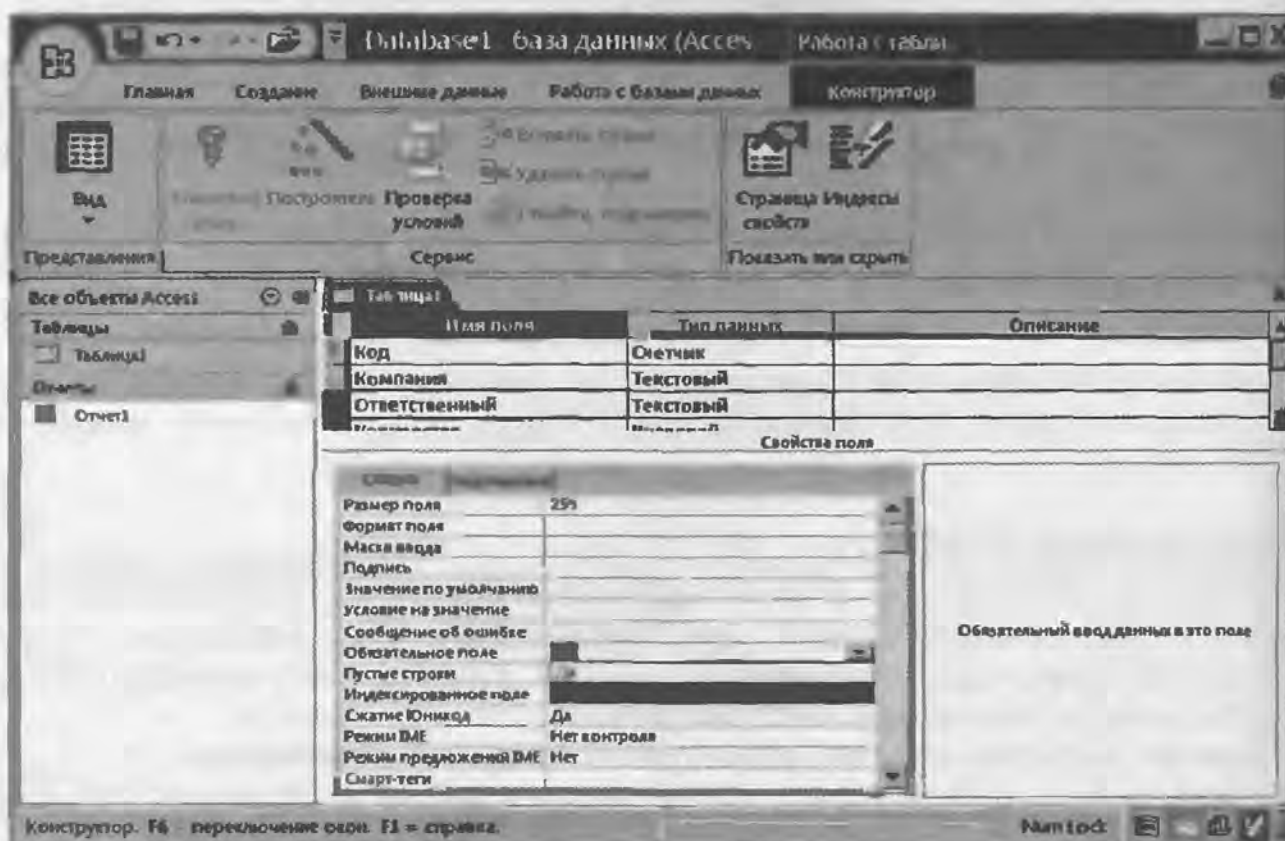 Database1 база данных (Acces
Работа с табли
Главная Создание Внешние данные Работа с базами данных Конструктор
Вид
Построитель
Проверка условий
Страница свойств
Индексы
Представления
Сервис
Показать или скрыть
Все объекты Access
Таблицы
Таблица1
Отчеты
Отчет1
Таблица1
Имя поля Тип данных Описание
Код Счетчик
Компания Текстовый
Ответственный Текстовый
Свойства поля
Размер поля 255
Формат поля
Маска ввода
Подпись
Значение по умолчанию
Условие на значение
Сообщение об ошибке
Обязательное поле
Пустые строки
Индексированное поле
Сжатие Юникод Да
Режим IME Нет контроля
Режим предложений IME Нет
Смарт-теги
Обязательный ввод данных в это поле
Конструктор. F6 переключение окон. F1 = справка.
Num Lock